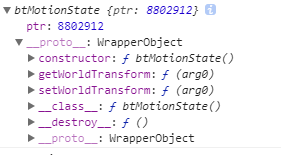 btMotionState {ptr: 8802912} i
ptr: 8802912
__proto__: WrapperObject
constructor: ƒ btMotionState()
getWorldTransform: ƒ (arg0)
setWorldTransform: ƒ (arg0)
__class__: ƒ btMotionState()
__destroy__: ƒ ()
__proto__: WrapperObject